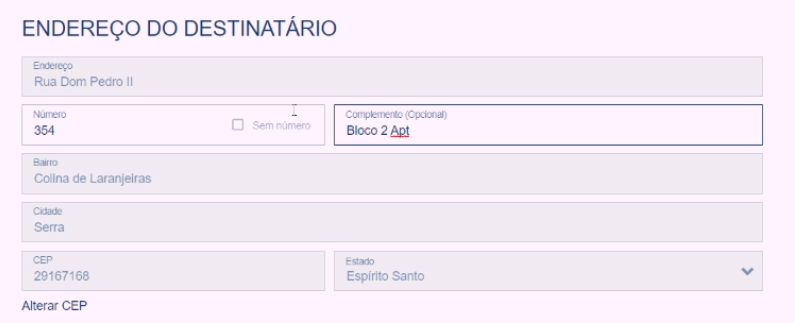 ENDEREÇO DO DESTINATÁRIO
Endereço
Rua Dom Pedro II
Número
354
Sem número
Complemento (Opcional)
Bloco 2 Apt
Bairro
Colina de Laranjeiras
Cidade
Serra
CEP
29167168
Estado
Espírito Santo
Alterar CEP